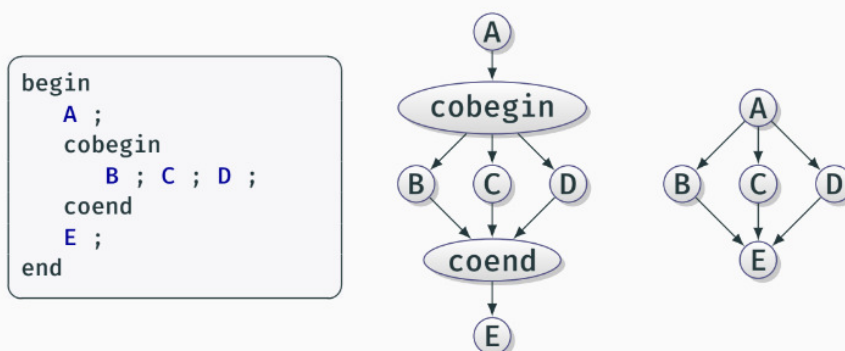 begin
A ;
cobegin
B ; C ; D ;
coend
E ;
end
A
cobegin
B C D
coend
E
A
B C D
E